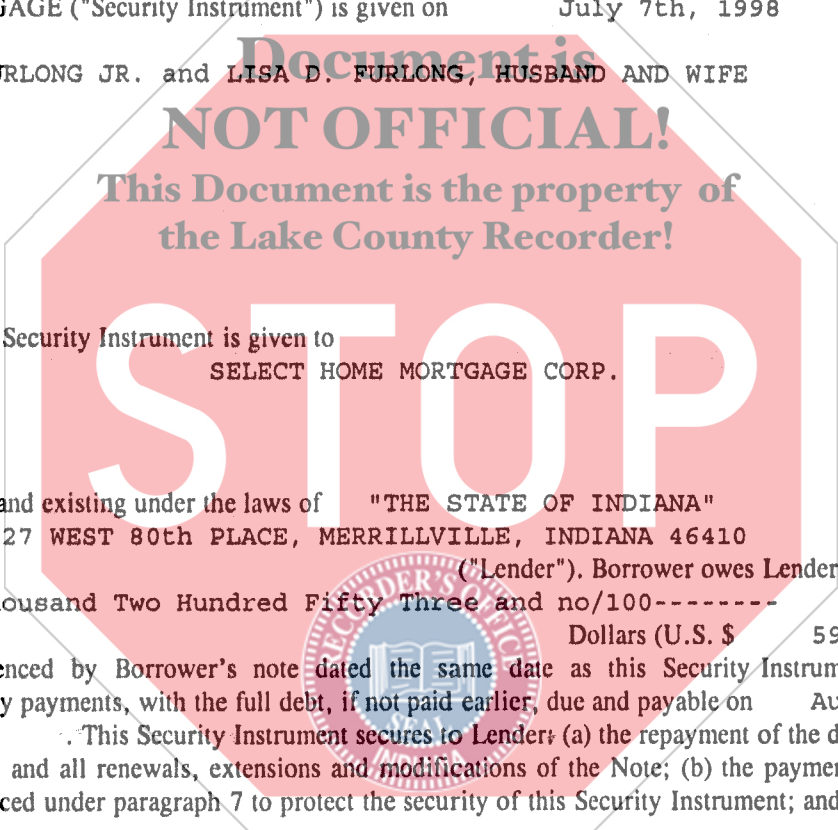 GAGE ("Security Instrument") is given on July 7th, 1998
Document is
RLONG JR. and LISA D. FURLONG, HUSBAND AND WIFE
NOT OFFICIAL!
This Document is the property of
the Lake County Recorder!
STOP
Security Instrument is given to
SELECT HOME MORTGAGE CORP.
and existing under the laws of "THE STATE OF INDIANA"
27 WEST 80th PLACE, MERRILLVILLE, INDIANA 46410
("Lender"). Borrower owes Lender
ousand Two Hundred Fifty Three and no/100--------
Dollars (U.S. $ 59
enced by Borrower's note dated the same date as this Security Instrum
y payments, with the full debt, if not paid earlier, due and payable on Au
. This Security Instrument secures to Lender: (a) the repayment of the d
and all renewals, extensions and modifications of the Note; (b) the paymen
ced under paragraph 7 to protect the security of this Security Instrument; and
RECORDER'S OFFICE
SEAL
INDIANA